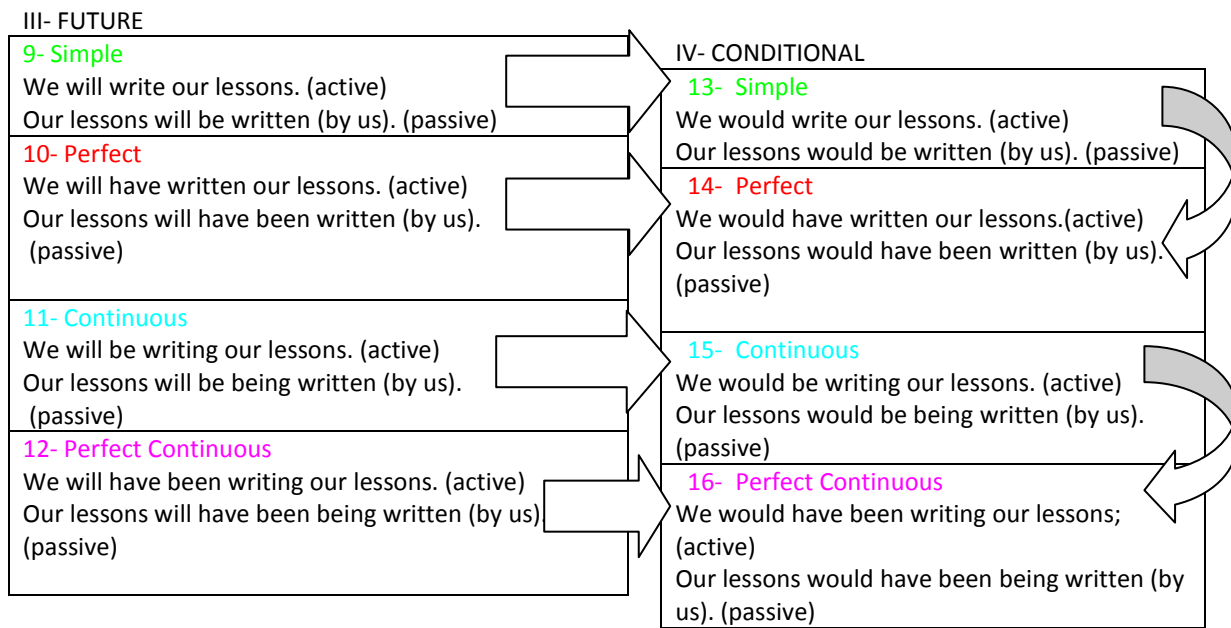 III- FUTURE
9- Simple
We will write our lessons. (active)
Our lessons will be written (by us). (passive)
10- Perfect
We will have written our lessons. (active)
Our lessons will have been written (by us).
(passive)
11- Continuous
We will be writing our lessons. (active)
Our lessons will be being written (by us).
(passive)
12- Perfect Continuous
We will have been writing our lessons. (active)
Our lessons will have been being written (by us).
(passive)
IV- CONDITIONAL
13- Simple
We would write our lessons. (active)
Our lessons would be written (by us). (passive)
14- Perfect
We would have written our lessons.(active)
Our lessons would have been written (by us).
(passive)
15- Continuous
We would be writing our lessons. (active)
Our lessons would be being written (by us).
(passive)
16- Perfect Continuous
We would have been writing our lessons;
(active)
Our lessons would have been being written (by
us). (passive)